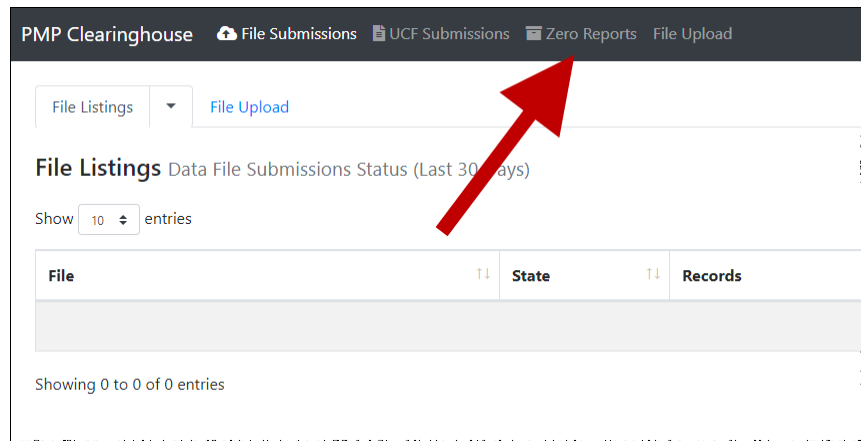 PMP Clearinghouse File Submissions UCF Submissions Zero Reports File Upload
File Listings File Upload
File Listings Data File Submissions Status (Last 30 ays)
Show 10 entries
File State Records
Showing 0 to 0 of 0 entries